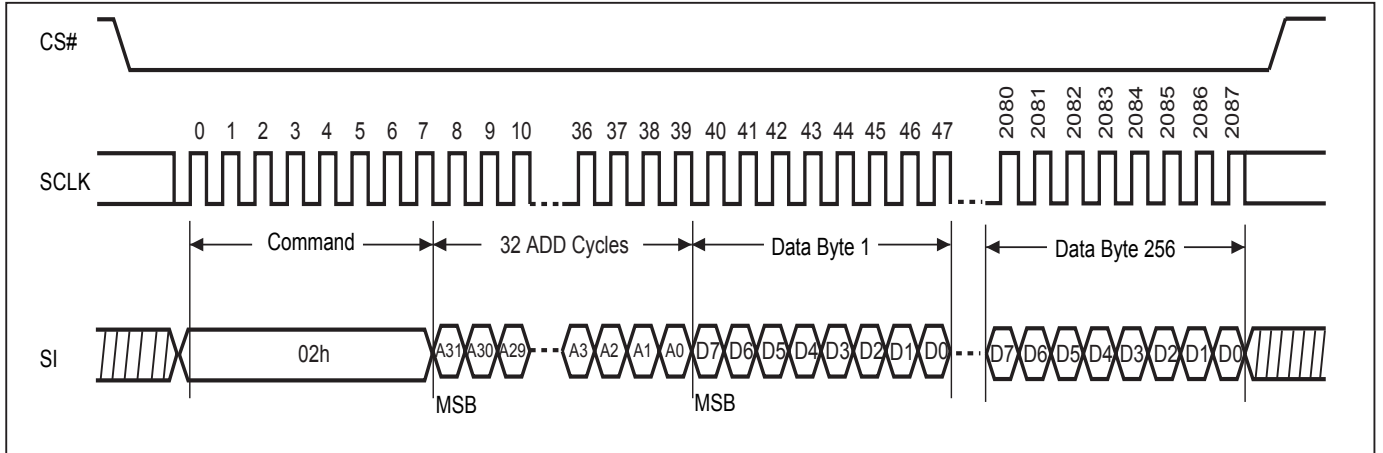 CS#
2080 2081 2082 2083 2084 2085 2086 2087
0 1 2 3 4 5 6 7 8 9 10 36 37 38 39 40 41 42 43 44 45 46 47
SCLK
Command 32 ADD Cycles Data Byte 1 Data Byte 256
SI 02h A31 A30 A29 A3 A2 A1 A0 D7 D6 D5 D4 D3 D2 D1 D0 D7 D6 D5 D4 D3 D2 D1 D0
MSB MSB